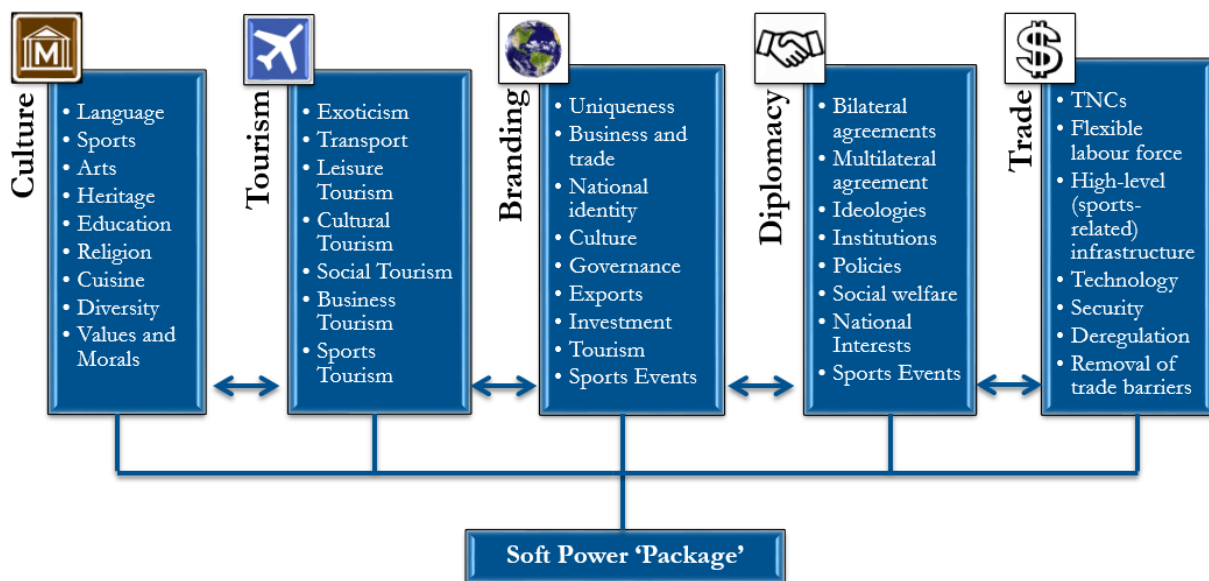 M
Culture
• Language
• Sports
• Arts
• Heritage
• Education
• Religion
• Cuisine
• Diversity
• Values and
Morals
Tourism
• Exoticism
• Transport
• Leisure
Tourism
• Cultural
Tourism
• Social Tourism
• Business
Tourism
• Sports
Tourism
Branding
• Uniqueness
• Business and
trade
• National
identity
• Culture
• Governance
• Exports
• Investment
• Tourism
• Sports Events
Diplomacy
• Bilateral
agreements
• Multilateral
agreement
• Ideologies
• Institutions
• Policies
• Social welfare
• National
Interests
• Sports Events
$
Trade
• TNCs
• Flexible
labour force
• High-level
(sports-
related)
infrastructure
• Technology
• Security
• Deregulation
• Removal of
trade barriers
Soft Power ‘Package’